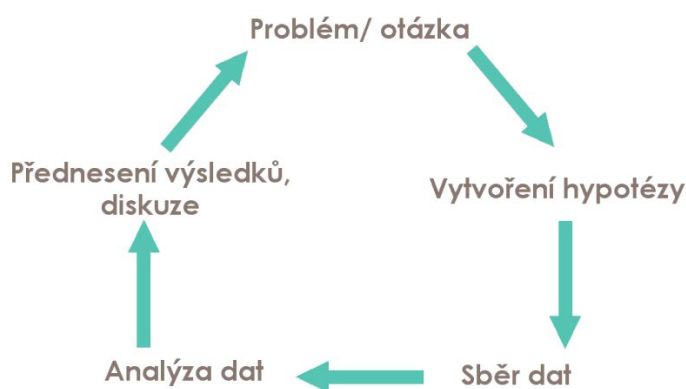 Problém/ otázka
Vytvoření hypotézy
Sběr dat
Analýza dat
Přednesení výsledků,
diskuze